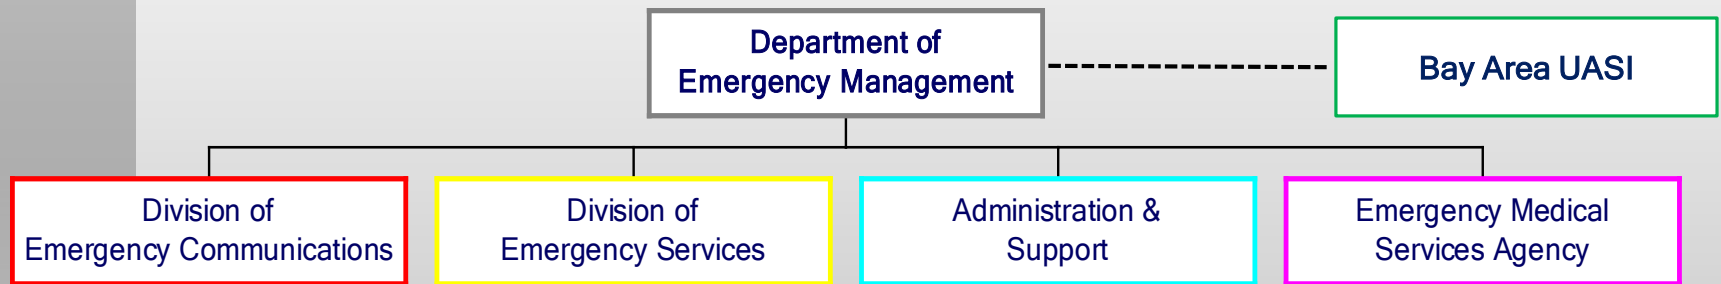 Department of
Emergency Management
Bay Area UASI
Division of
Emergency Communications
Division of
Emergency Services
Administration &
Support
Emergency Medical
Services Agency